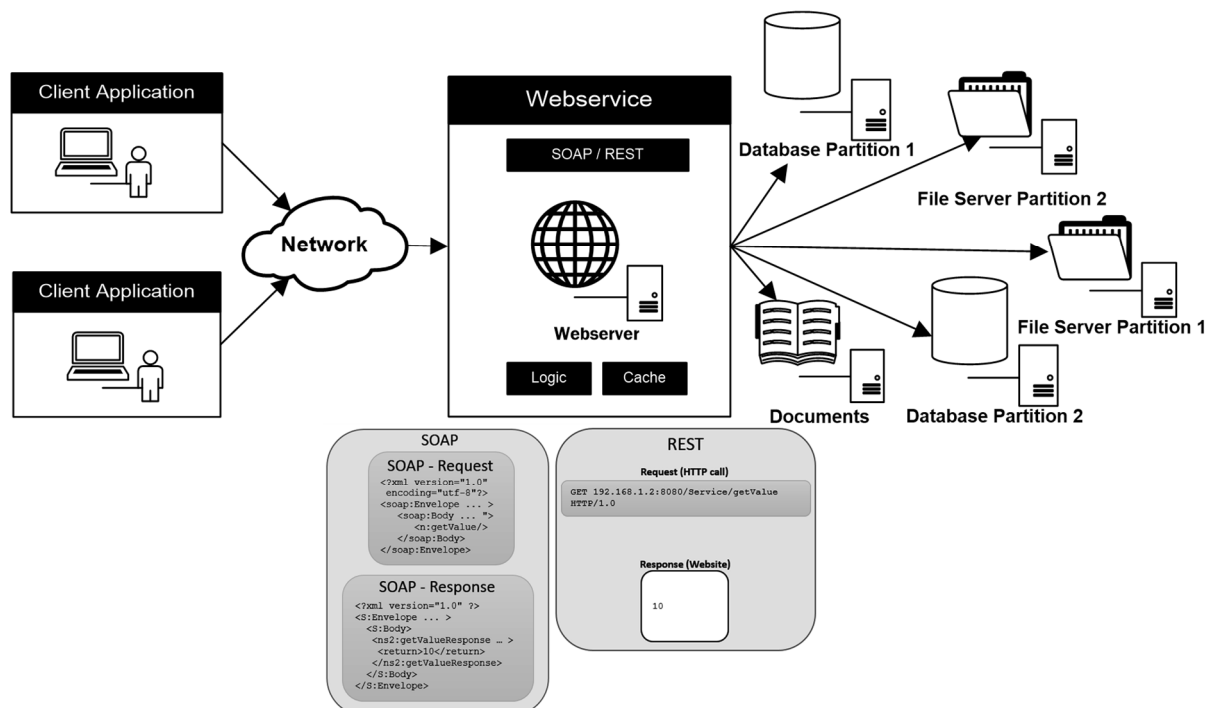 Client Application
Client Application
Network
Webservice
SOAP / REST
Webserver
Logic
Cache
Database Partition 1
File Server Partition 2
File Server Partition 1
Documents
Database Partition 2
SOAP
SOAP - Request
<?xml version="1.0"
encoding="utf-8"?>
<soap:Envelope ... >
<soap:Body ... ">
<n:getValue/>
</soap:Body>
</soap:Envelope>
SOAP - Response
<?xml version="1.0" ?>
<S:Envelope ... >
<S:Body>
<ns2:getValueResponse … >
<return>10</return>
</ns2:getValueResponse>
</S:Body>
</S:Envelope>
REST
Request (HTTP call)
GET 192.168.1.2:8080/Service/getValue
HTTP/1.0
Response (Website)
10